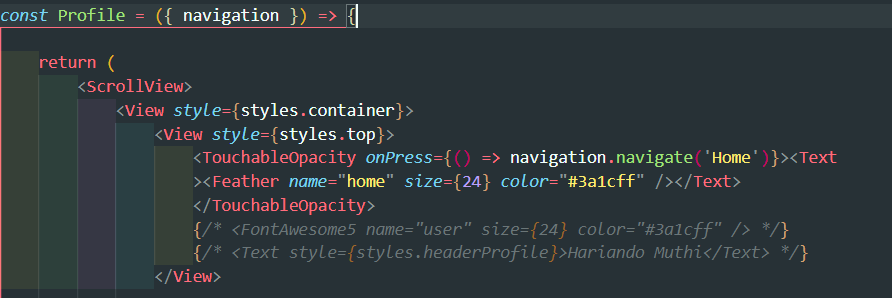 const Profile = ({ navigation }) => {
return (
<ScrollView>
<View style={styles.container}>
<View style={styles.top}>
<TouchableOpacity onPress={() => navigation.navigate('Home')}><Text
><Feather name="home" size={24} color="#3a1cff" /></Text>
</TouchableOpacity>
{/* <FontAwesome5 name="user" size={24} color="#3a1cff" /> */}
{/* <Text style={styles.headerProfile}>Hariando Muthi</Text> */}
</View>